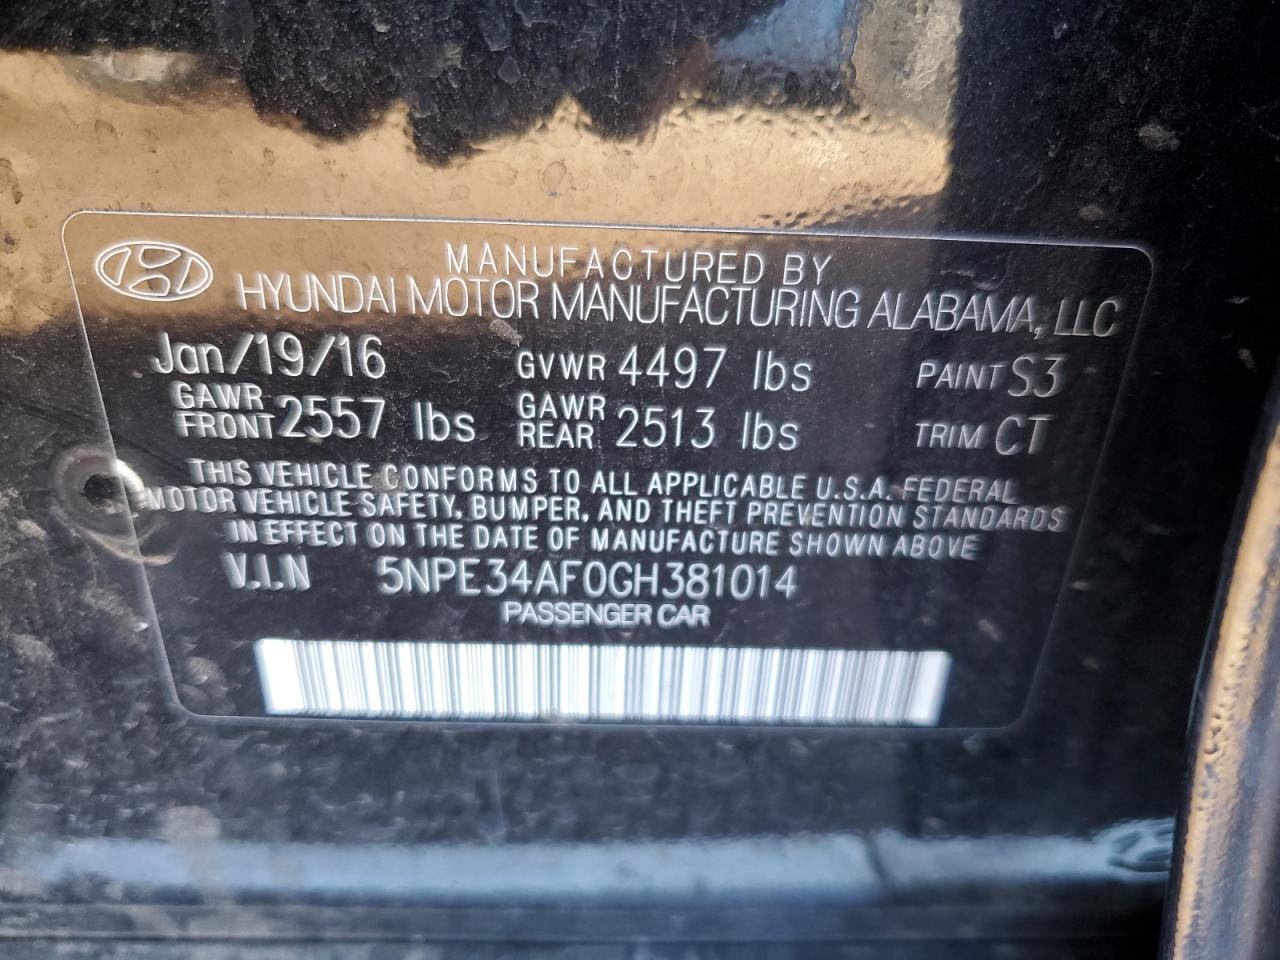 MANUFACTURED BY
HYUNDAI MOTOR MANUFACTURING ALABAMA, LLC
Jan/19/16 GVWR 4497 lbs PAINT S3
GAWR FRONT 2557 lbs GAWR REAR 2513 lbs TRIM CT
THIS VEHICLE CONFORMS TO ALL APPLICABLE U.S.A. FEDERAL
MOTOR VEHICLE SAFETY, BUMPER, AND THEFT PREVENTION STANDARDS
IN EFFECT ON THE DATE OF MANUFACTURE SHOWN ABOVE
V.I.N 5NPE34AF0GH381014
PASSENGER CAR